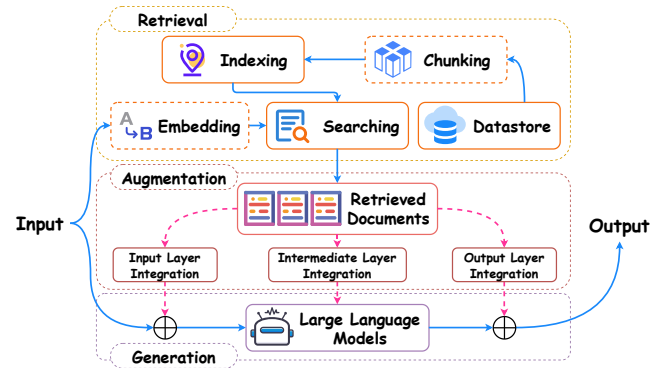 Retrieval
Indexing
Chunking
A
B
Embedding
Searching
Datastore
Augmentation
Retrieved
Documents
Input
Output
Input Layer
Integration
Intermediate Layer
Integration
Output Layer
Integration
Large Language
Models
Generation